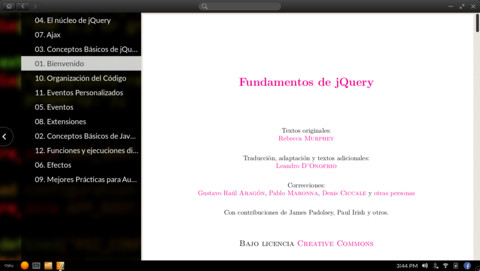 04. El núcleo de jQuery
07. Ajax
03. Conceptos Básicos de jQu...
01. Bienvenido
10. Organización del Código
11. Eventos Personalizados
05. Eventos
08. Extensiones
02. Conceptos Básicos de Jav...
12. Funciones y ejecuciones di...
06. Efectos
09. Mejores Prácticas para Au...
Fundamentos de jQuery
Textos originales:
Rebecca Murphey
Traducción, adaptación y textos adicionales:
Leandro D'Onofrio
Correcciones:
Gustavo Raúl Aragón, Pablo Maronna, Denis Ciccale y otras personas
Con contribuciones de James Padolsey, Paul Irish y otros.
Bajo licencia Creative Commons
Menu
3:44 PM